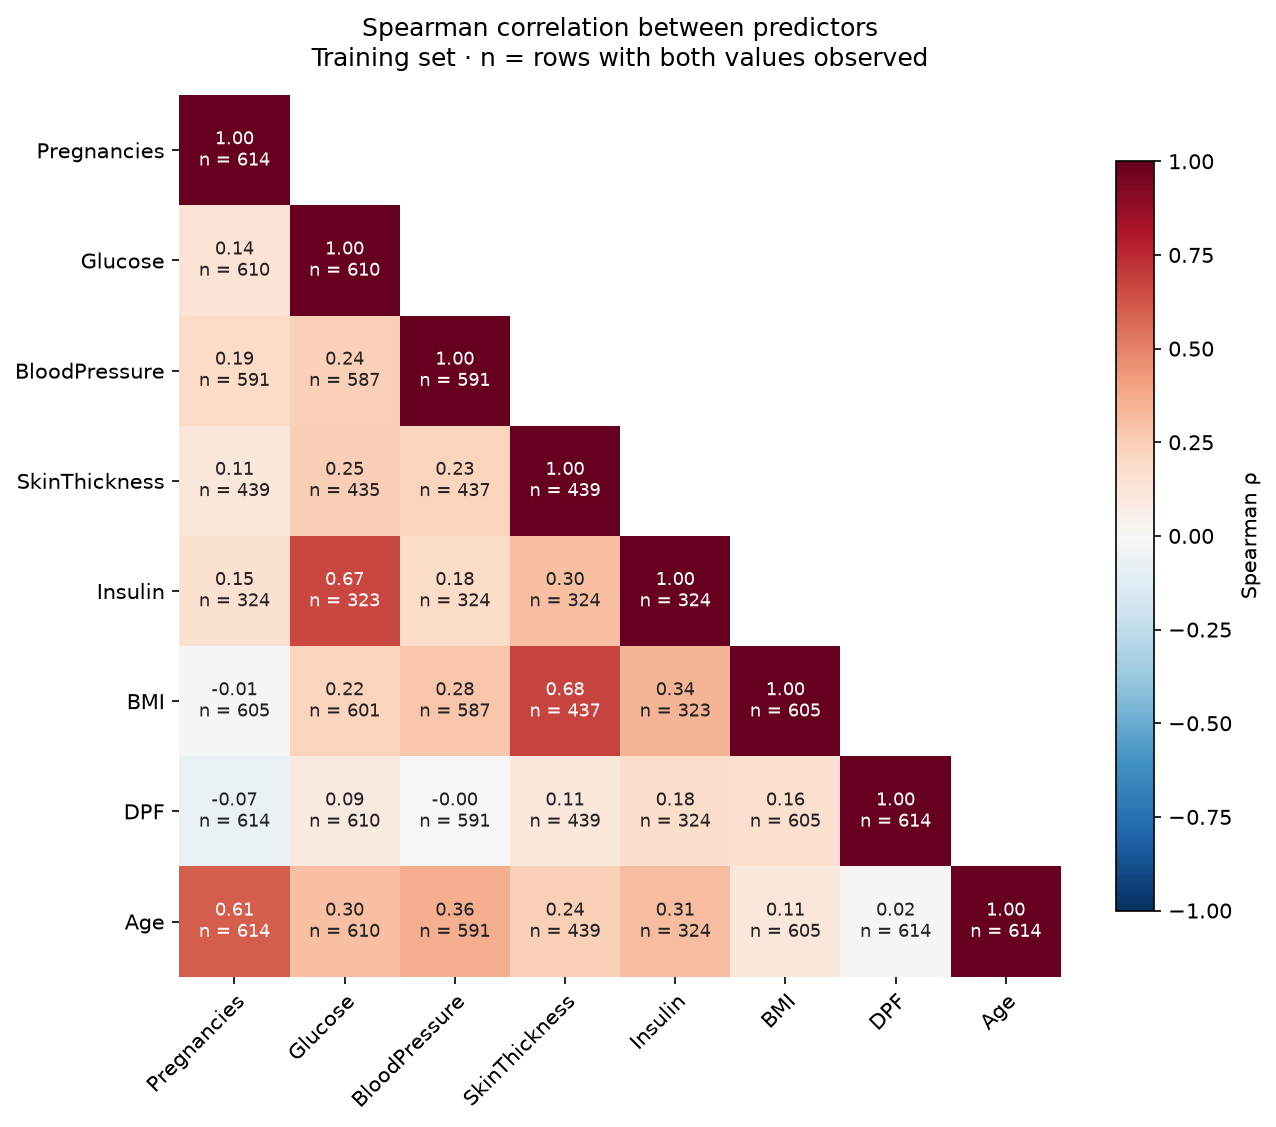 Spearman correlation between predictors
Training set · n = rows with both values observed
Pregnancies
1.00
n = 614
Glucose
0.14 1.00
n = 610 n = 610
BloodPressure
0.19 0.24 1.00
n = 591 n = 587 n = 591
SkinThickness
0.11 0.25 0.23 1.00
n = 439 n = 435 n = 437 n = 439
Insulin
0.15 0.67 0.18 0.30 1.00
n = 324 n = 323 n = 324 n = 324 n = 324
BMI
-0.01 0.22 0.28 0.68 0.34 1.00
n = 605 n = 601 n = 587 n = 437 n = 323 n = 605
DPF
-0.07 0.09 -0.00 0.11 0.18 0.16 1.00
n = 614 n = 610 n = 591 n = 439 n = 324 n = 605 n = 614
Age
0.61 0.30 0.36 0.24 0.31 0.11 0.02 1.00
n = 614 n = 610 n = 591 n = 439 n = 324 n = 605 n = 614 n = 614
Pregnancies
Glucose
BloodPressure
SkinThickness
Insulin
BMI
DPF
Age
1.00
0.75
0.50
0.25
0.00
−0.25
−0.50
−0.75
−1.00
Spearman ρ